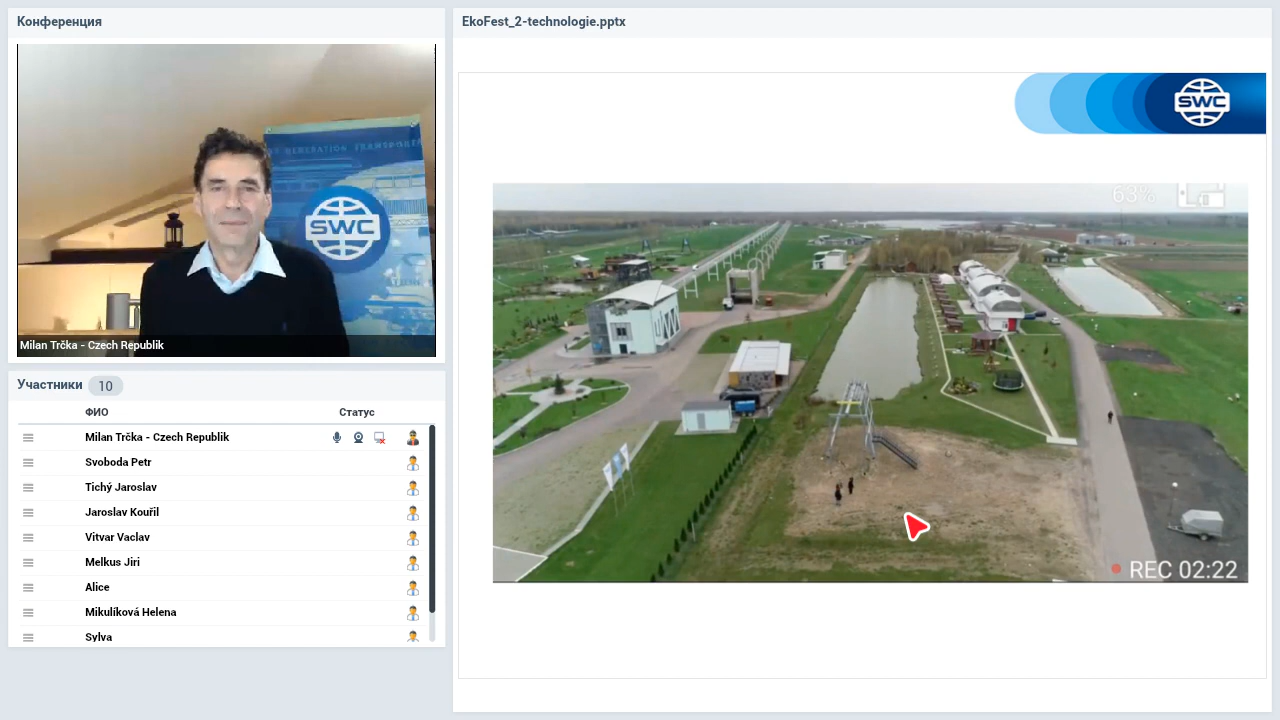 Конференция
SWC
Milan Trčka - Czech Republik
Участники 10
ФИО Статус
Milan Trčka - Czech Republik
Svoboda Petr
Tichý Jaroslav
Jaroslav Kouřil
Vitvar Vaclav
Melkus Jiri
Alice
Mikulíková Helena
Sylva
EkoFest_2-technologie.pptx
SWC
63%
REC 02:22